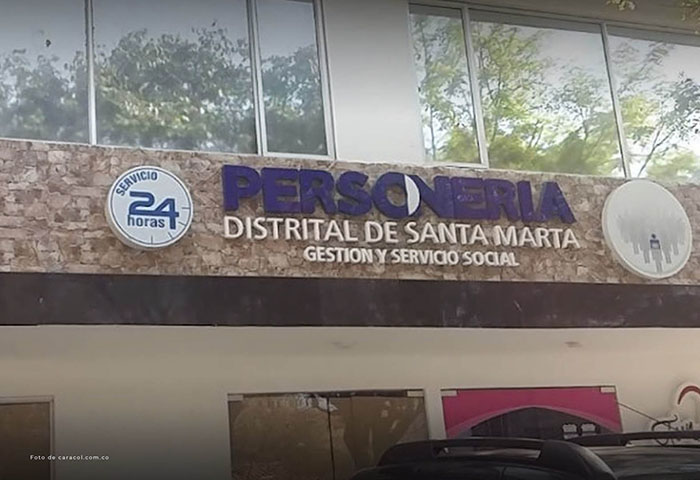 SERVICIO
24
horas
PERSONERIA
DISTRITAL DE SANTA MARTA
GESTION Y SERVICIO SOCIAL
Foto de caracol.com.co